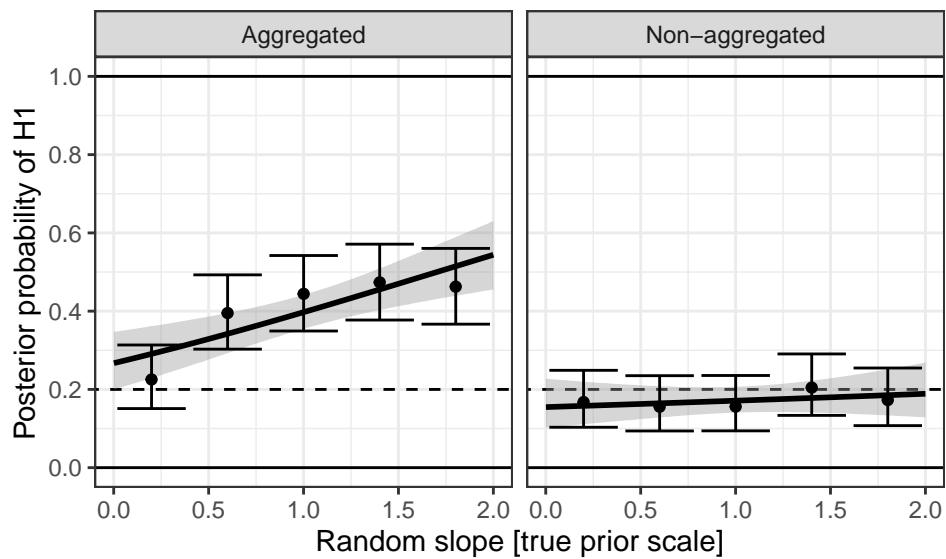 Aggregated
Non−aggregated
Posterior probability of H1
1.0
0.8
0.6
0.4
0.2
0.0
0.0 0.5 1.0 1.5 2.0
0.0 0.5 1.0 1.5 2.0
Random slope [true prior scale]